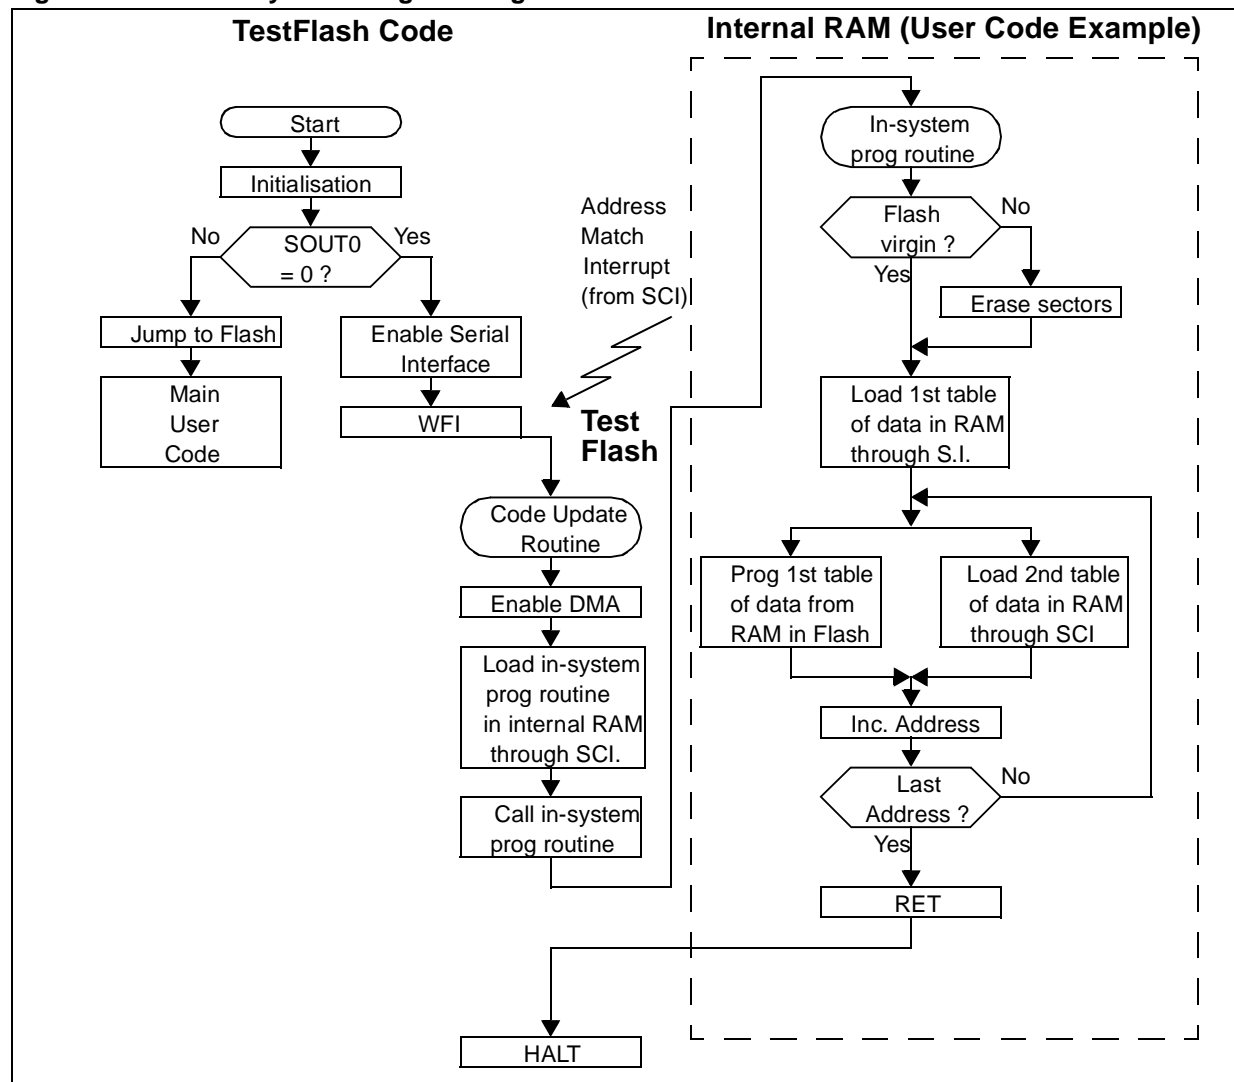 TestFlash Code
Internal RAM (User Code Example)
Start
Initialisation
No
SOUT0
= 0 ?
Yes
Jump to Flash
Main
User
Code
Enable Serial
Interface
WFI
Address
Match
Interrupt
(from SCI)
Test
Flash
Code Update
Routine
Enable DMA
Load in-system
prog routine
in internal RAM
through SCI.
Call in-system
prog routine
In-system
prog routine
Flash
virgin ?
No
Yes
Erase sectors
Load 1st table
of data in RAM
through S.I.
Prog 1st table
of data from
RAM in Flash
Load 2nd table
of data in RAM
through SCI
Inc. Address
Last
Address ?
No
Yes
RET
HALT